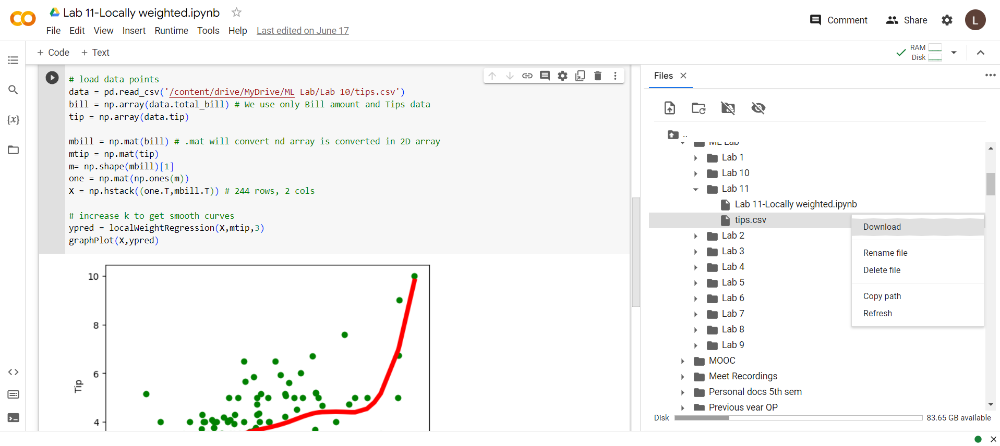 Lab 11-Locally weighted.ipynb
File Edit View Insert Runtime Tools Help Last edited on June 17
Comment
Share
L
+ Code + Text
RAM
Disk
# load data points
data = pd.read_csv('/content/drive/MyDrive/ML Lab/Lab 10/tips.csv')
bill = np.array(data.total_bill) # We use only Bill amount and Tips data
tip = np.array(data.tip)
mbill = np.mat(bill) # .mat will convert nd array is converted in 2D array
mtip = np.mat(tip)
m= np.shape(mbill)[1]
one = np.mat(np.ones(m))
X = np.hstack((one.T,mbill.T)) # 244 rows, 2 cols
# increase k to get smooth curves
ypred = localWeightRegression(X,mtip,3)
graphPlot(X,ypred)
10
8
6
4
Tip
Files
..
ML Lab
Lab 1
Lab 10
Lab 11
Lab 11-Locally weighted.ipynb
tips.csv
Lab 2
Lab 3
Lab 4
Lab 5
Lab 6
Lab 7
Lab 8
Lab 9
MOOC
Meet Recordings
Personal docs 5th sem
Previous year QP
Download
Rename file
Delete file
Copy path
Refresh
Disk
83.65 GB available
{x}